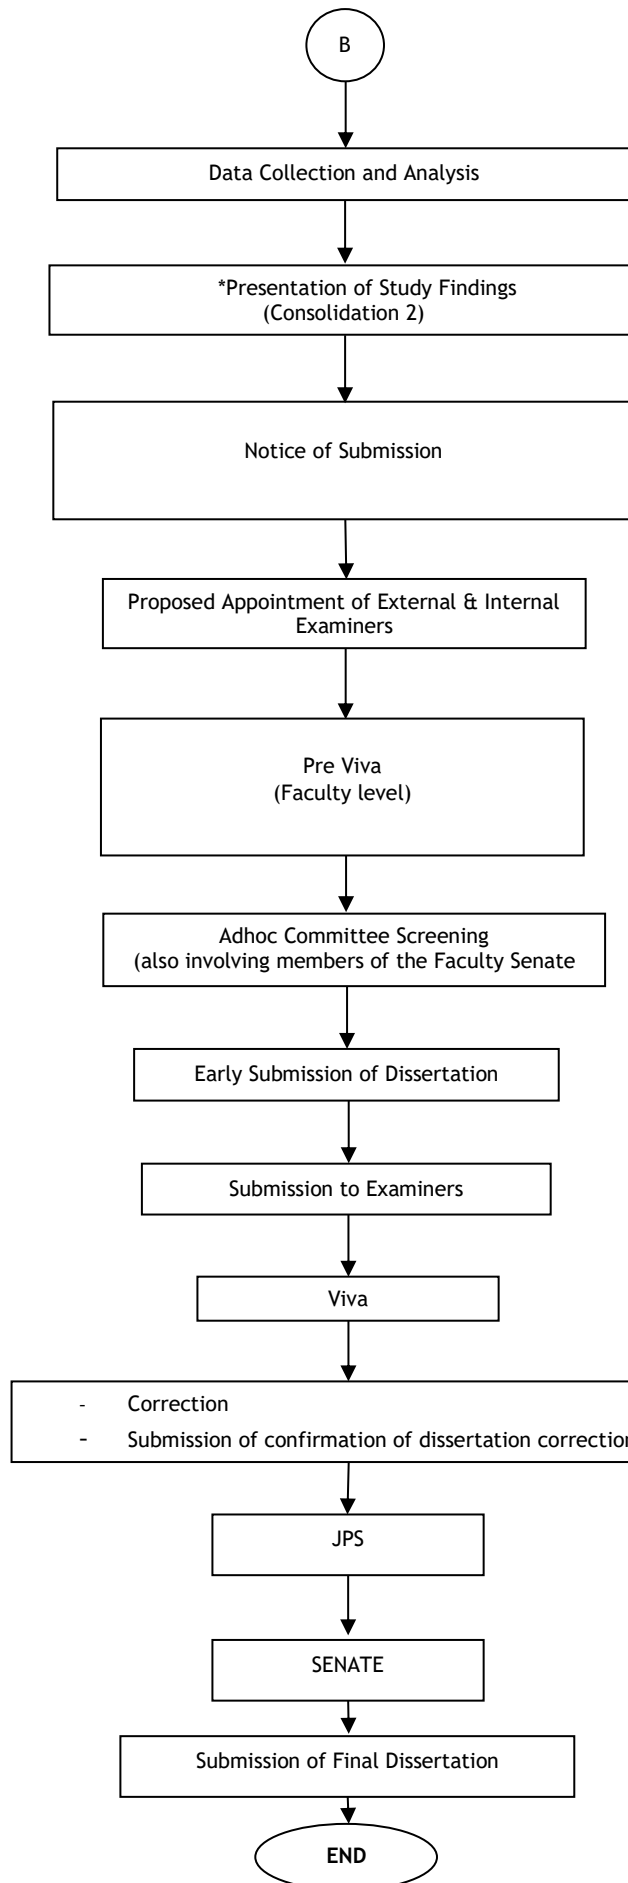 B
Data Collection and Analysis
*Presentation of Study Findings
(Consolidation 2)
Notice of Submission
Proposed Appointment of External & Internal
Examiners
Pre Viva
(Faculty level)
Adhoc Committee Screening
(also involving members of the Faculty Senate
Early Submission of Dissertation
Submission to Examiners
Viva
- Correction
- Submission of confirmation of dissertation correction
JPS
SENATE
Submission of Final Dissertation
END